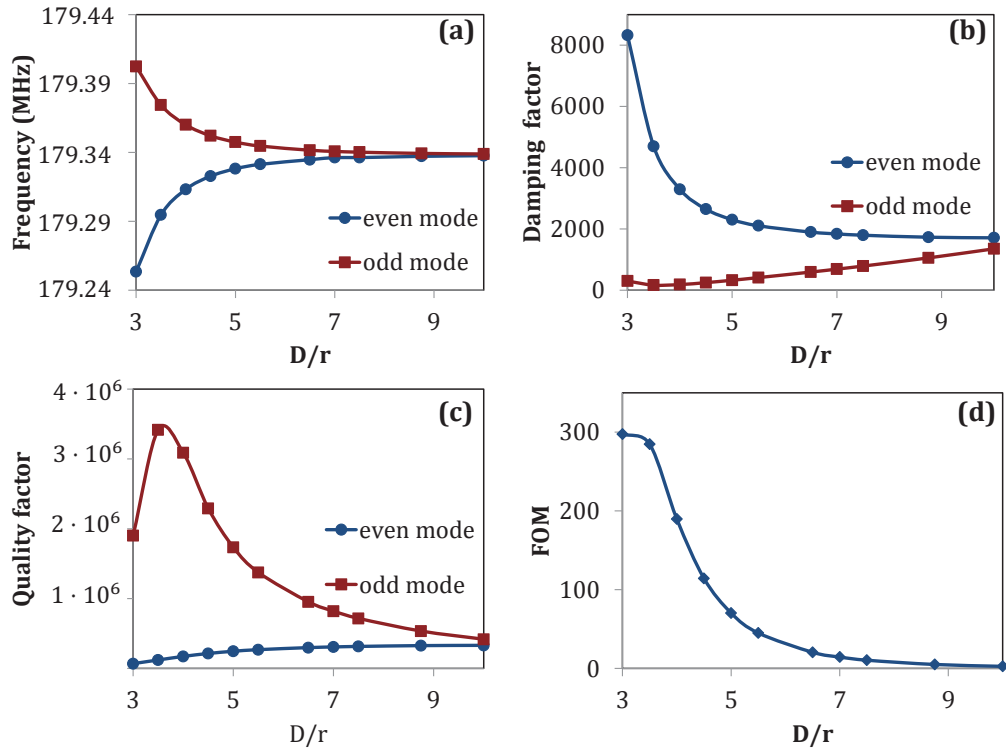 (a)
Frequency (MHz)
179.44
179.39
179.34
179.29
179.24
even mode
odd mode
3 5 7 9
D/r
(b)
Damping factor
8000
6000
4000
2000
0
even mode
odd mode
3 5 7 9
D/r
(c)
Quality factor
4 · 10⁶
3 · 10⁶
2 · 10⁶
1 · 10⁶
even mode
odd mode
3 5 7 9
D/r
(d)
FOM
300
200
100
0
3 5 7 9
D/r